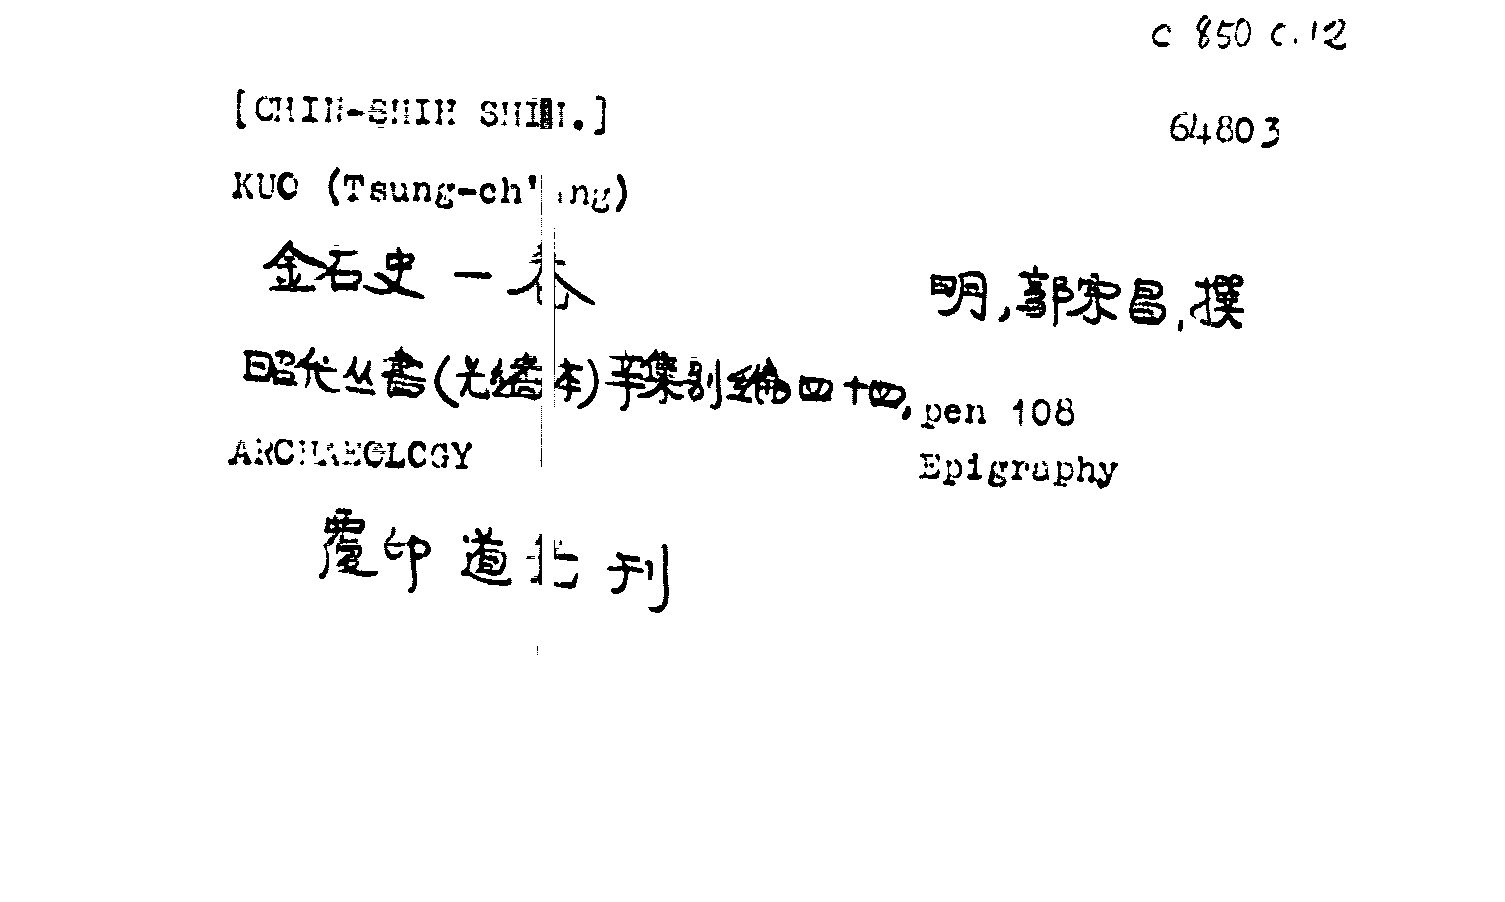 C 850 C.12
[CHIN-SHIH SHIH.]
64803
KUO (Tsung-ch'ang)
金石史 一 卷 明,郭宗昌,撰
昭代丛書(光緒本)辛集别编四十四, pen 108
ARCHAEOLOGY Epigraphy
覆印 道光 刊